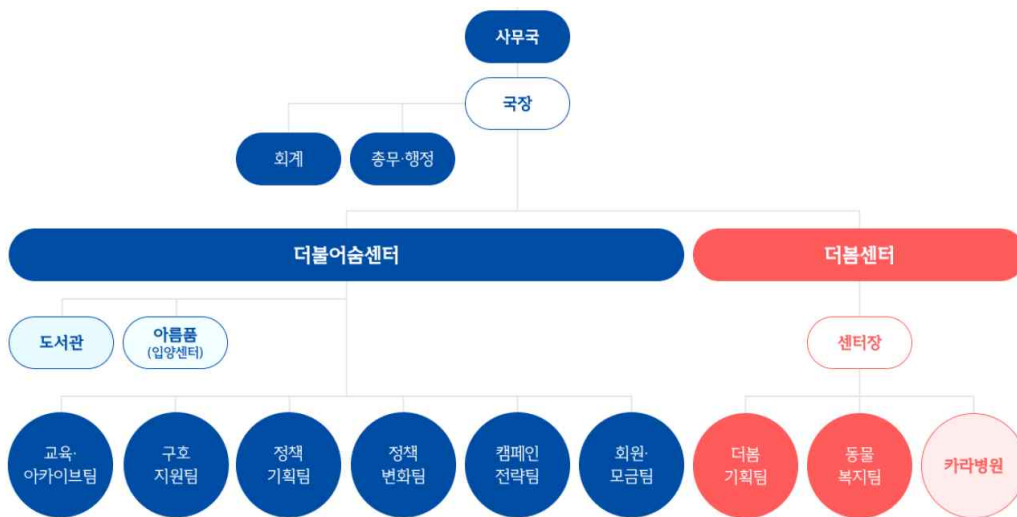 사무국
국장
회계
총무·행정
더불어숨센터
더봄센터
도서관
아름품
(입양센터)
센터장
교육·
아카이브팀
구호
지원팀
정책
기획팀
정책
변화팀
캠페인
전략팀
회원·
모금팀
더봄
기획팀
동물
복지팀
카라병원